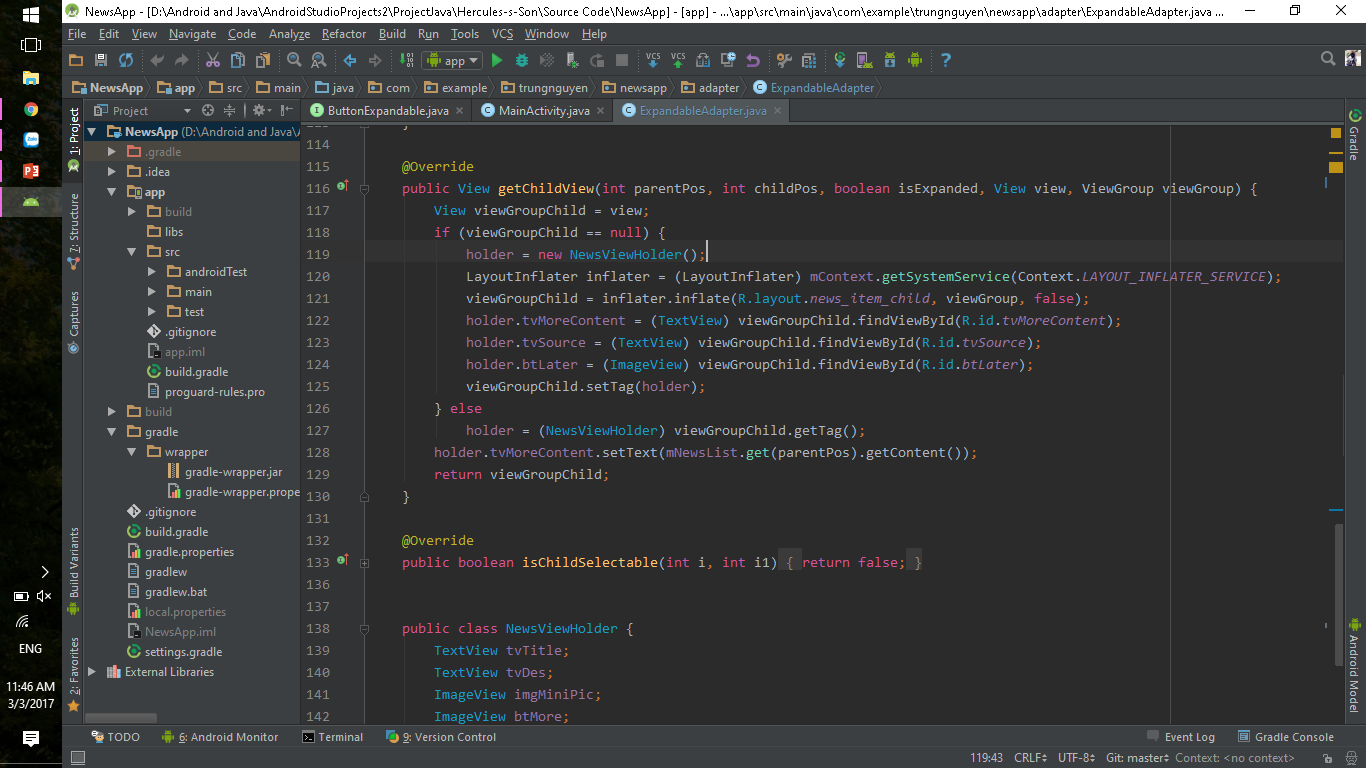 NewsApp - [D:\Android and Java\AndroidStudioProjects2\ProjectJava\Hercules-s-Son\Source Code\NewsApp] - [app] - ...\app\src\main\java\com\example\trungnguyen\newsapp\adapter\ExpandableAdapter.java ...
File Edit View Navigate Code Analyze Refactor Build Run Tools VCS Window Help
app VCS VCS
NewsApp app src main java com example trungnguyen newsapp adapter ExpandableAdapter
Project ButtonExpandable.java MainActivity.java ExpandableAdapter.java
1: Project
7: Structure
Captures
Build Variants
2: Favorites
NewsApp (D:\Android and Java\A
.gradle
.idea
app
build
libs
src
androidTest
main
test
.gitignore
app.iml
build.gradle
proguard-rules.pro
build
gradle
wrapper
gradle-wrapper.jar
gradle-wrapper.prope
.gitignore
build.gradle
gradle.properties
gradlew
gradlew.bat
local.properties
NewsApp.iml
settings.gradle
External Libraries
114
115 @Override
116 public View getChildView(int parentPos, int childPos, boolean isExpanded, View view, ViewGroup viewGroup) {
117 View viewGroupChild = view;
118 if (viewGroupChild == null) {
119 holder = new NewsViewHolder();
120 LayoutInflater inflater = (LayoutInflater) mContext.getSystemService(Context.LAYOUT_INFLATER_SERVICE);
121 viewGroupChild = inflater.inflate(R.layout.news_item_child, viewGroup, false);
122 holder.tvMoreContent = (TextView) viewGroupChild.findViewById(R.id.tvMoreContent);
123 holder.tvSource = (TextView) viewGroupChild.findViewById(R.id.tvSource);
124 holder.btLater = (ImageView) viewGroupChild.findViewById(R.id.btLater);
125 viewGroupChild.setTag(holder);
126 } else
127 holder = (NewsViewHolder) viewGroupChild.getTag();
128 holder.tvMoreContent.setText(mNewsList.get(parentPos).getContent());
129 return viewGroupChild;
130 }
131
132 @Override
133 public boolean isChildSelectable(int i, int i1) { return false; }
136
137
138 public class NewsViewHolder {
139 TextView tvTitle;
140 TextView tvDes;
141 ImageView imgMiniPic;
142 ImageView btMore;
Gradle
Android Model
ENG
11:46 AM
3/3/2017
TODO 6: Android Monitor Terminal 9: Version Control Event Log Gradle Console
119:43 CRLF UTF-8 Git: master Context: <no context>